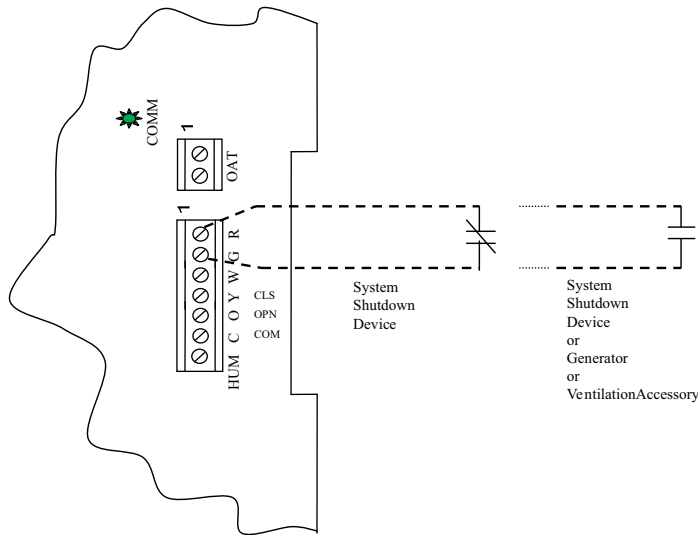 COMM
1
OAT
1
R
G
W
Y
O
C
HUM
CLS
OPN
COM
System
Shutdown
Device
System
Shutdown
Device
or
Generator
or
VentilationAccessory